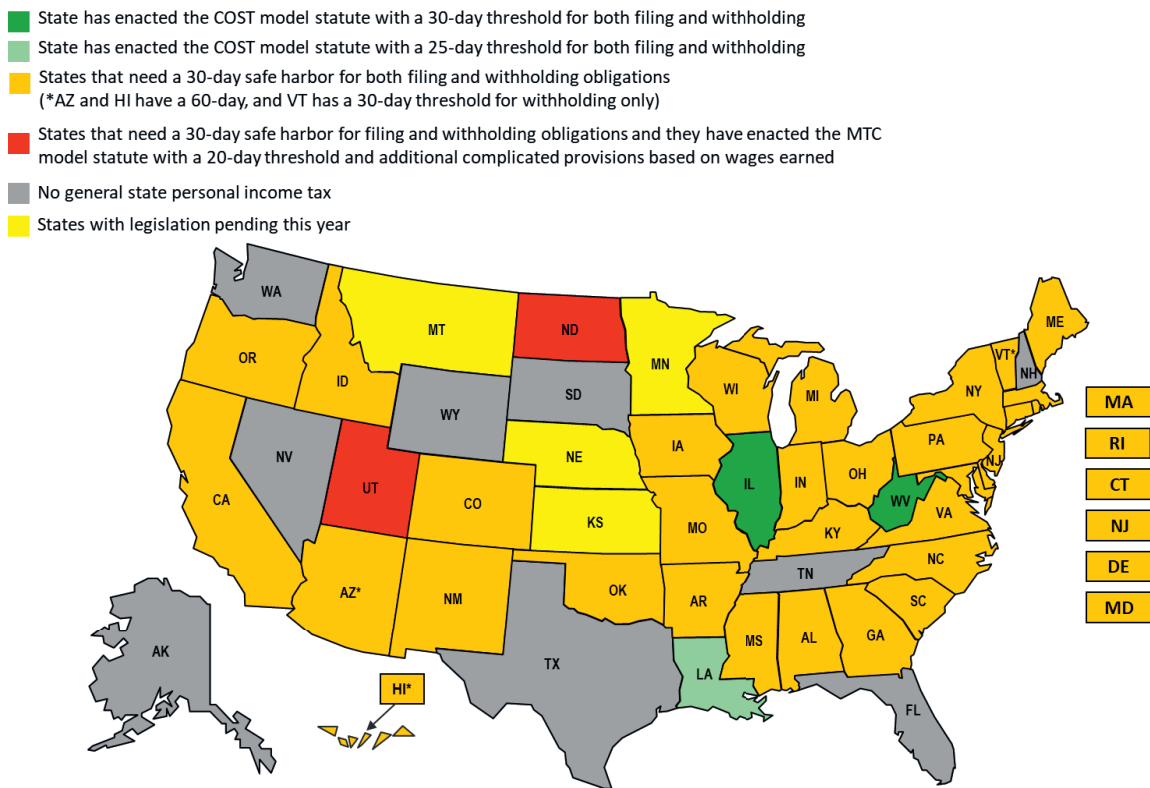 State has enacted the COST model statute with a 30-day threshold for both filing and withholding
State has enacted the COST model statute with a 25-day threshold for both filing and withholding
States that need a 30-day safe harbor for both filing and withholding obligations
(*AZ and HI have a 60-day, and VT has a 30-day threshold for withholding only)
States that need a 30-day safe harbor for filing and withholding obligations and they have enacted the MTC
model statute with a 20-day threshold and additional complicated provisions based on wages earned
No general state personal income tax
States with legislation pending this year
WA
MT
ND
MN
OR
ID
WY
SD
WI
MI
NY
VT*
NH
ME
NV
UT
CO
NE
KS
IA
IL
IN
OH
PA
NJ
CA
AZ*
NM
OK
MO
KY
WV
VA
TN
NC
SC
AR
MS
AL
GA
TX
LA
FL
AK
HI*
MA
RI
CT
NJ
DE
MD